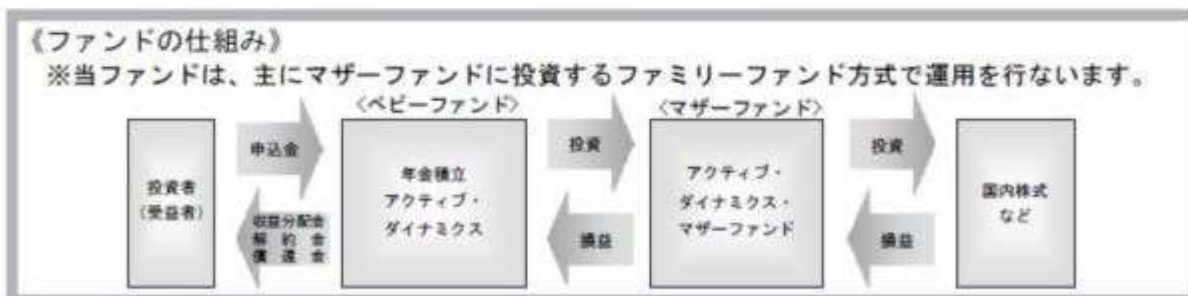 《ファンドの仕組み》
※当ファンドは、主にマザーファンドに投資するファミリーファンド方式で運用を行ないます。
〈ベビーファンド〉
〈マザーファンド〉
投資者
(受益者)
申込金
収益分配金
解約金
償還金
年金積立
アクティブ・
ダイナミクス
投資
損益
アクティブ・
ダイナミクス・
マザーファンド
投資
損益
国内株式
など